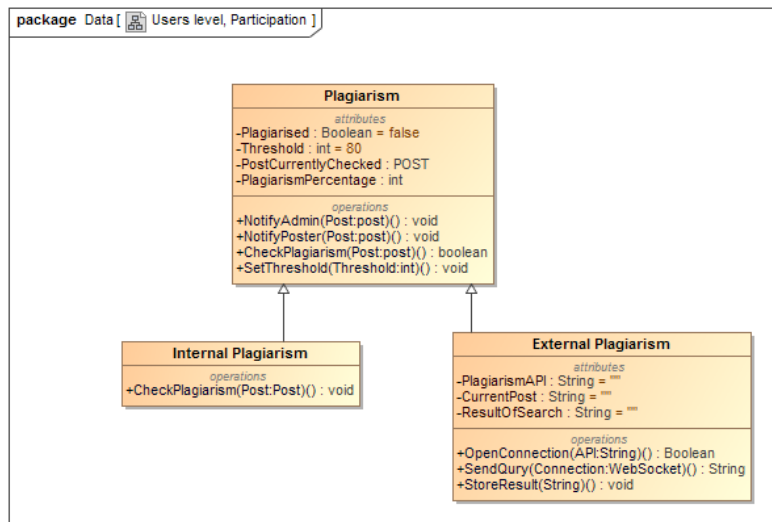 package Data [ Users level, Participation ]
Plagiarism
attributes
-Plagiarised : Boolean = false
-Threshold : int = 80
-PostCurrentlyChecked : POST
-PlagiarismPercentage : int
operations
+NotifyAdmin(Post:post)() : void
+NotifyPoster(Post:post)() : void
+CheckPlagiarism(Post:post)() : boolean
+SetThreshold(Threshold:int)() : void
Internal Plagiarism
operations
+CheckPlagiarism(Post:Post)() : void
External Plagiarism
attributes
-PlagiarismAPI : String = ""
-CurrentPost : String = ""
-ResultOfSearch : String = ""
operations
+OpenConnection(API:String)() : Boolean
+SendQury(Connection:WebSocket)() : String
+StoreResult(String)() : void